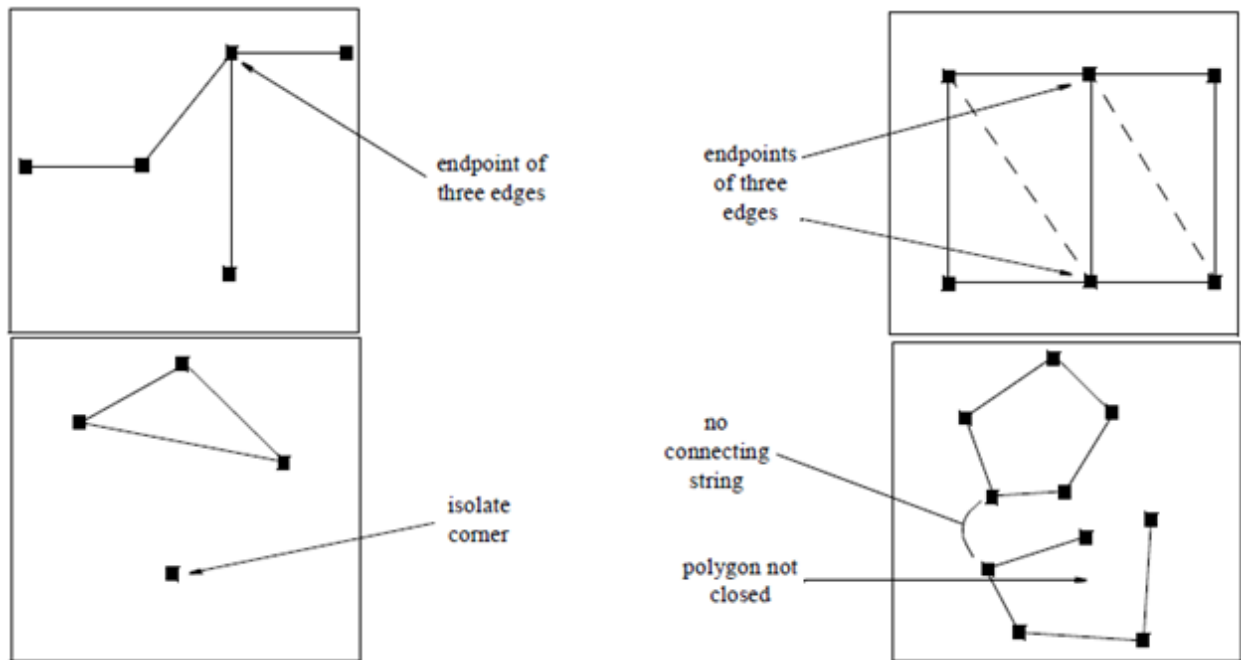 endpoint of
three edges
endpoints
of three
edges
isolate
corner
no
connecting
string
polygon not
closed